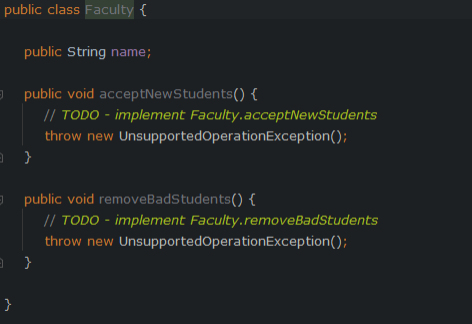 public class Faculty {
public String name;
public void acceptNewStudents() {
// TODO - implement Faculty.acceptNewStudents
throw new UnsupportedOperationException();
}
public void removeBadStudents() {
// TODO - implement Faculty.removeBadStudents
throw new UnsupportedOperationException();
}
}